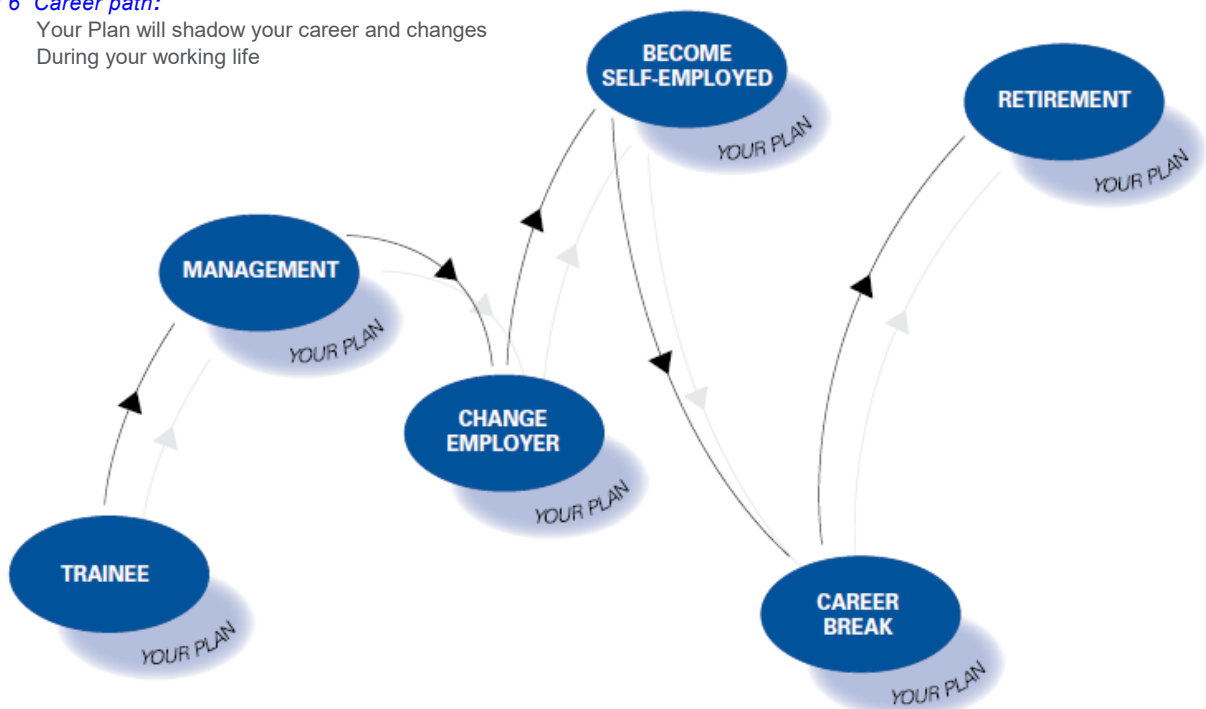 6 Career path:
Your Plan will shadow your career and changes
During your working life
BECOME
SELF-EMPLOYED
YOUR PLAN
RETIREMENT
YOUR PLAN
MANAGEMENT
YOUR PLAN
CHANGE
EMPLOYER
YOUR PLAN
TRAINEE
YOUR PLAN
CAREER
BREAK
YOUR PLAN